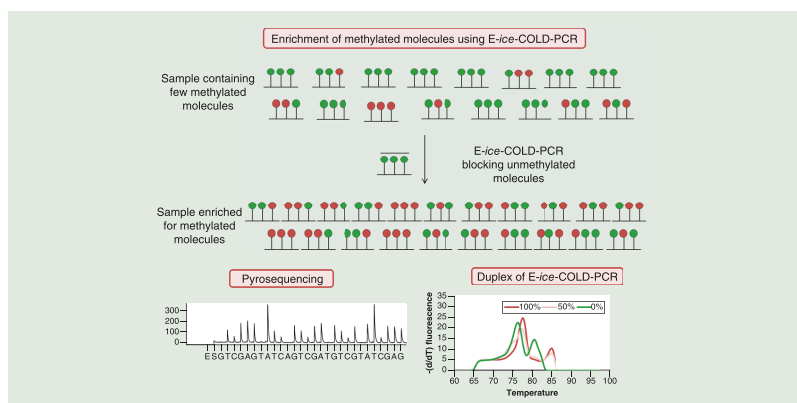 Enrichment of methylated molecules using E-ice-COLD-PCR
Sample containing
few methylated
molecules
E-ice-COLD-PCR
blocking unmethylated
molecules
Sample enriched
for methylated
molecules
Pyrosequencing
300
200
100
0
ESGTCGAGTATCAGTCGATGTCGTATCGAG
Duplex of E-ice-COLD-PCR
-(d/dT) fluorescence
35
30
25
20
15
10
5
0
100% 50% 0%
60 65 70 75 80 85 90 95 100
Temperature